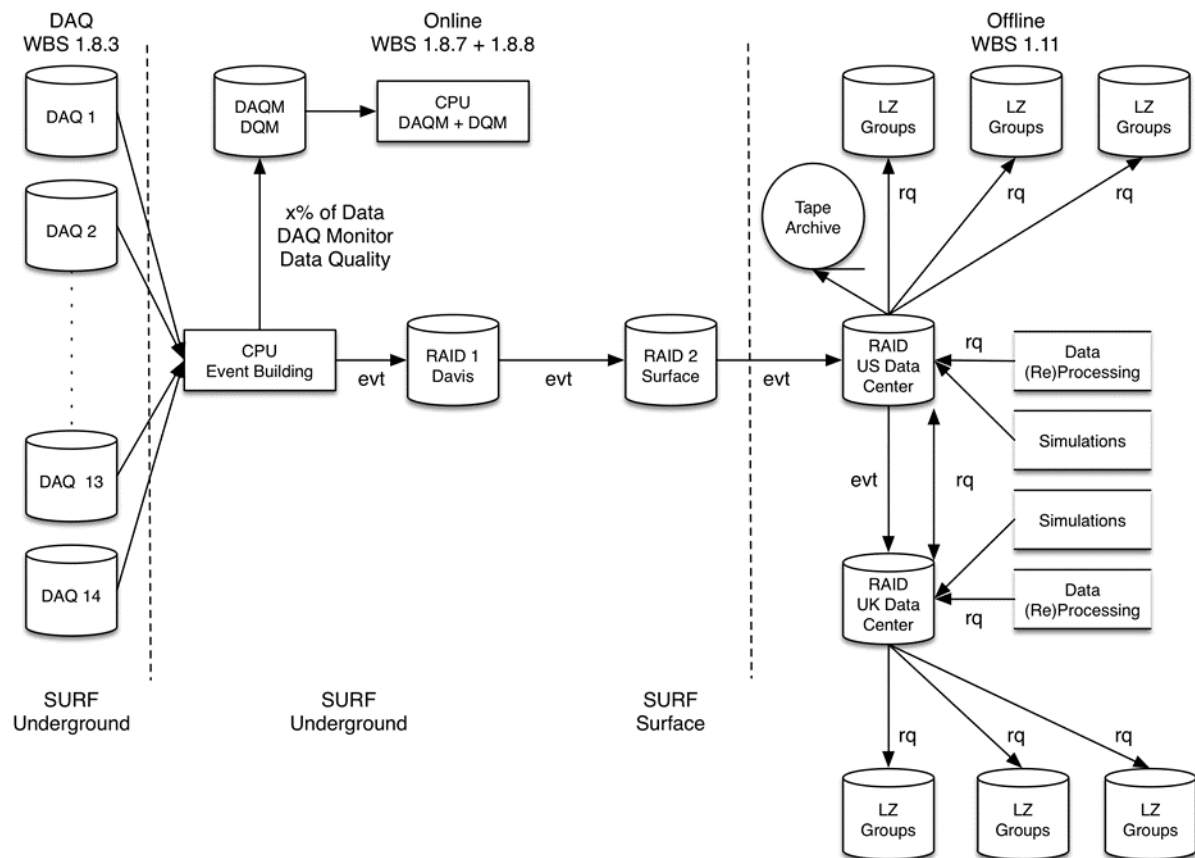 DAQ
WBS 1.8.3
Online
WBS 1.8.7 + 1.8.8
Offline
WBS 1.11
DAQ 1
DAQ 2
DAQ 13
DAQ 14
DAQM
DQM
CPU
DAQM + DQM
x% of Data
DAQ Monitor
Data Quality
CPU
Event Building
evt
RAID 1
Davis
evt
RAID 2
Surface
evt
LZ
Groups
LZ
Groups
LZ
Groups
rq
rq
rq
Tape
Archive
RAID
US Data
Center
rq
Data
(Re)Processing
Simulations
evt
rq
Simulations
RAID
UK Data
Center
rq
Data
(Re)Processing
rq
rq
rq
LZ
Groups
LZ
Groups
LZ
Groups
SURF
Underground
SURF
Underground
SURF
Surface